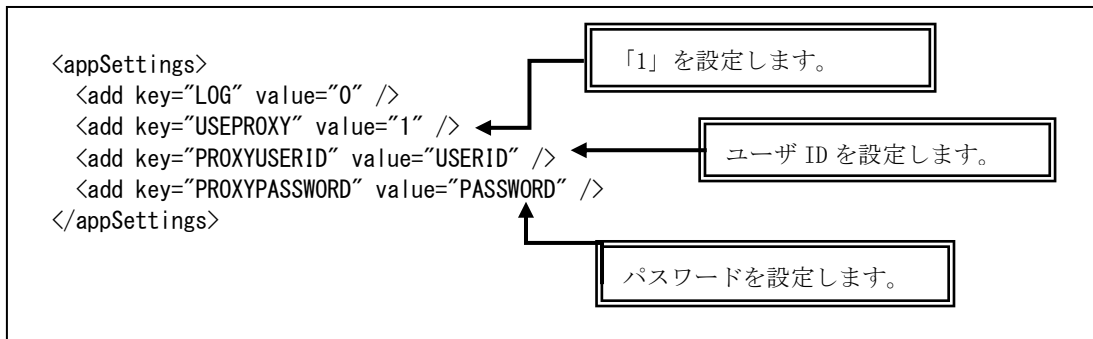 「1」を設定します。
<appSettings>
<add key="LOG" value="0" />
<add key="USEPROXY" value="1" />
<add key="PROXYUSERID" value="USERID" />
ユーザ ID を設定します。
<add key="PROXYPASSWORD" value="PASSWORD" />
</appSettings>
パスワードを設定します。